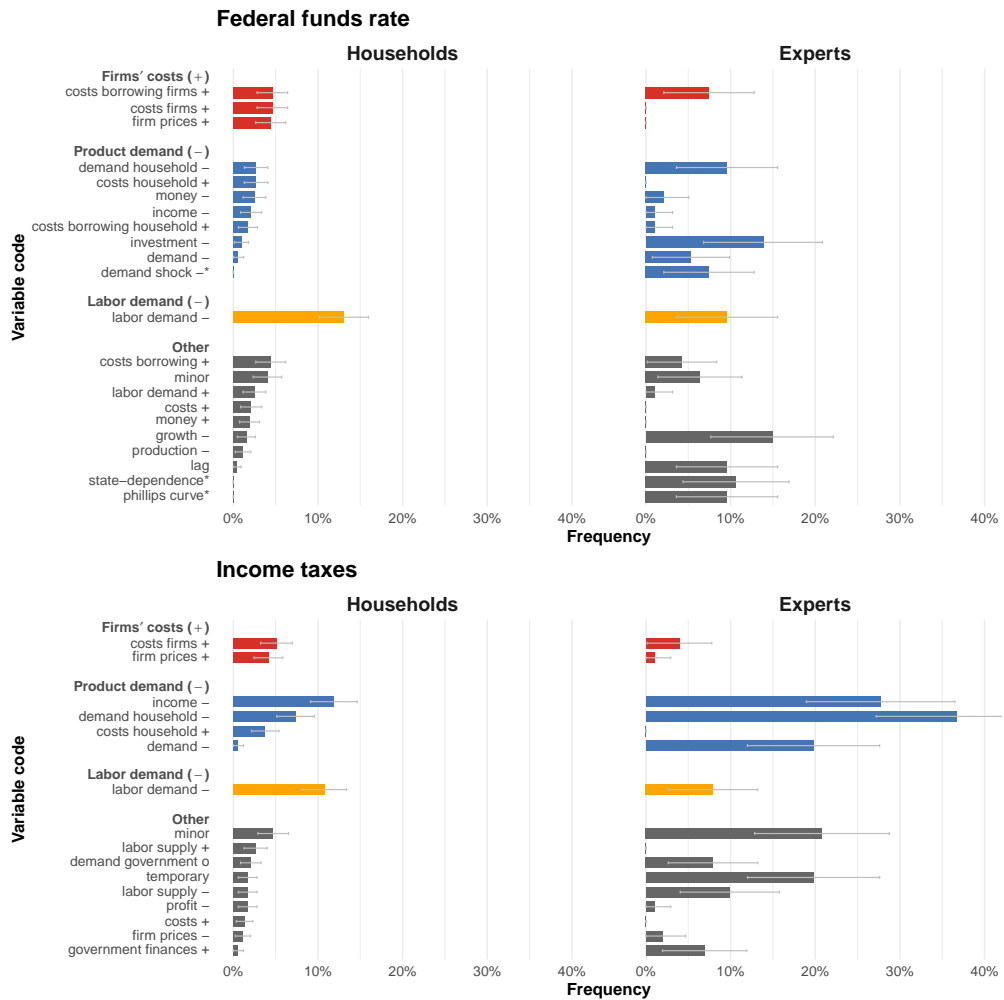 Federal funds rate
Households Experts
Variable code
Firms′ costs (+)
costs borrowing firms +
costs firms +
firm prices +
Product demand (−)
demand household −
costs household +
money −
income −
costs borrowing household +
investment −
demand −
demand shock −*
Labor demand (−)
labor demand −
Other
costs borrowing +
minor
labor demand +
costs +
money +
growth −
production −
lag
state−dependence*
phillips curve*
0% 10% 20% 30% 40% 0% 10% 20% 30% 40%
Frequency
Income taxes
Households Experts
Variable code
Firms′ costs (+)
costs firms +
firm prices +
Product demand (−)
income −
demand household −
costs household +
demand −
Labor demand (−)
labor demand −
Other
minor
labor supply +
demand government o
temporary
labor supply −
profit −
costs +
firm prices −
government finances +
0% 10% 20% 30% 40% 0% 10% 20% 30% 40%
Frequency